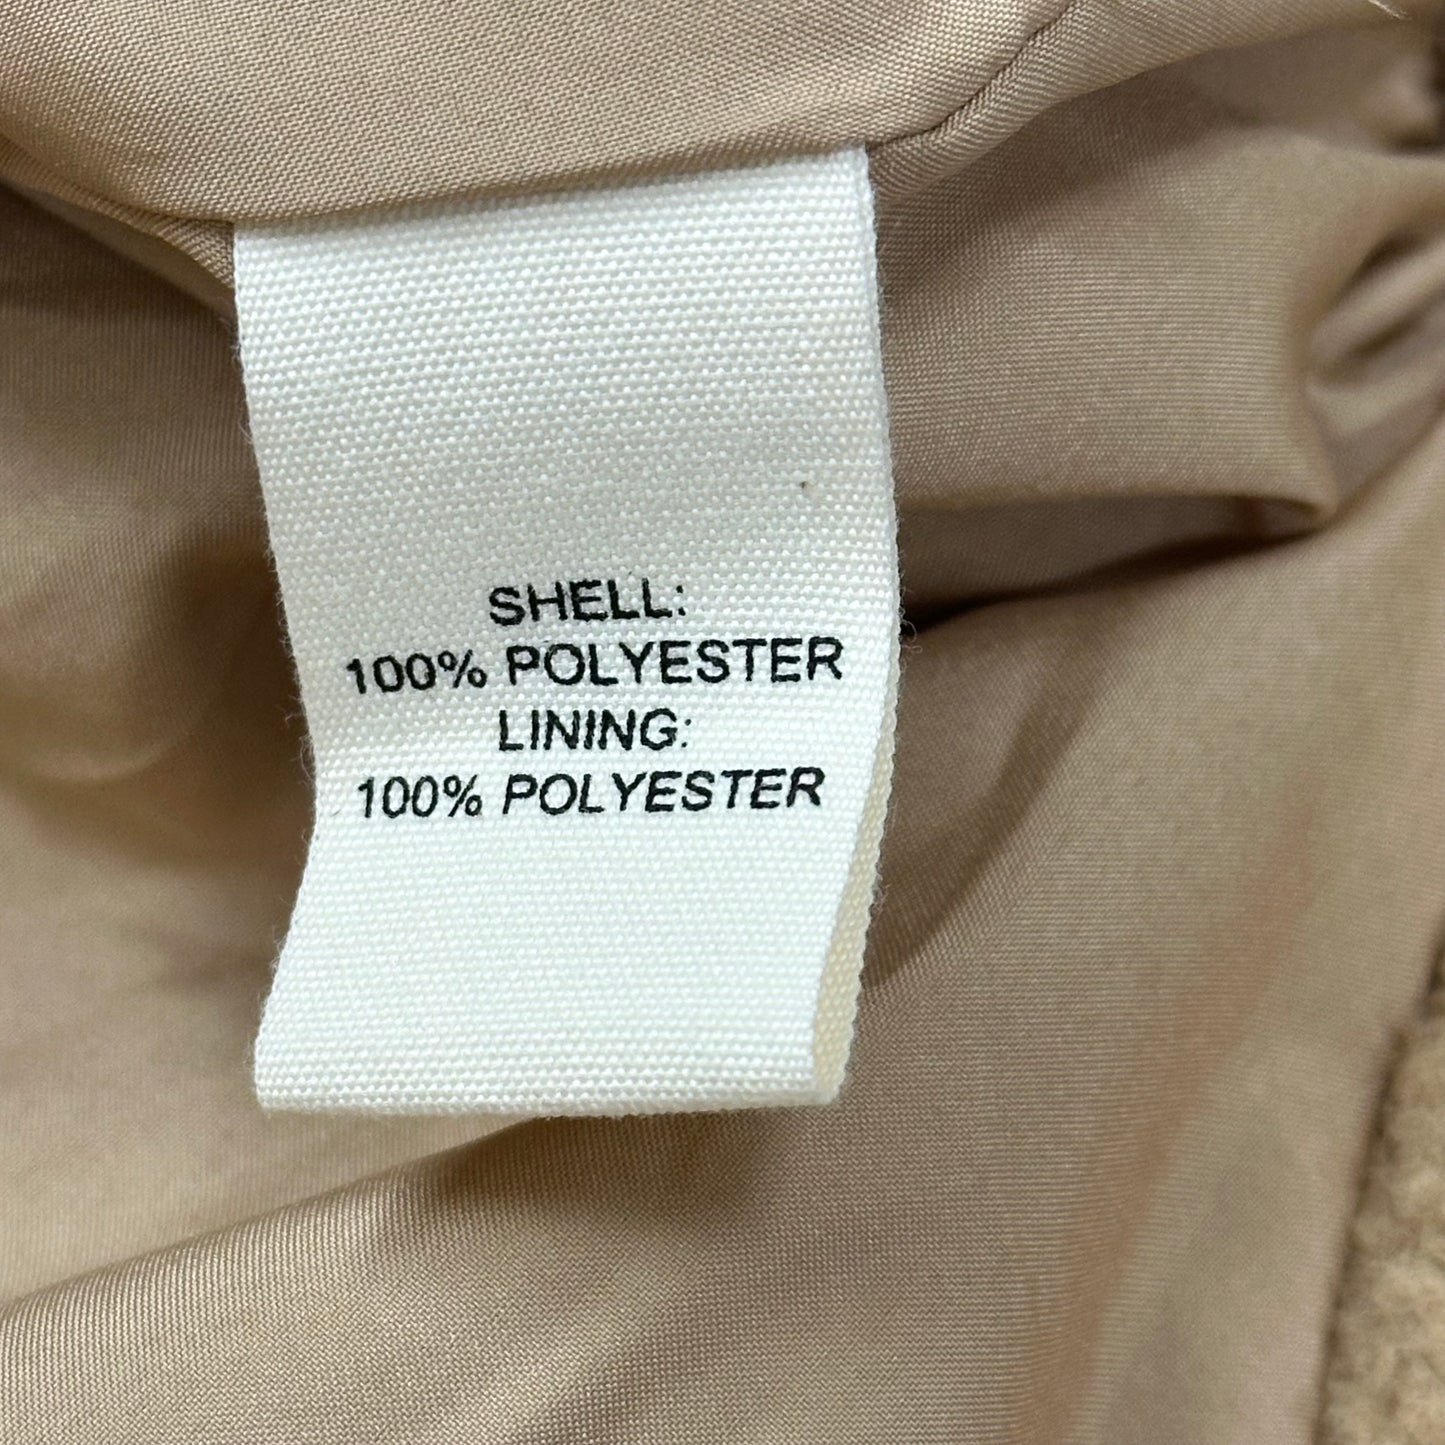 SHELL:
100% POLYESTER
LINING:
100% POLYESTER